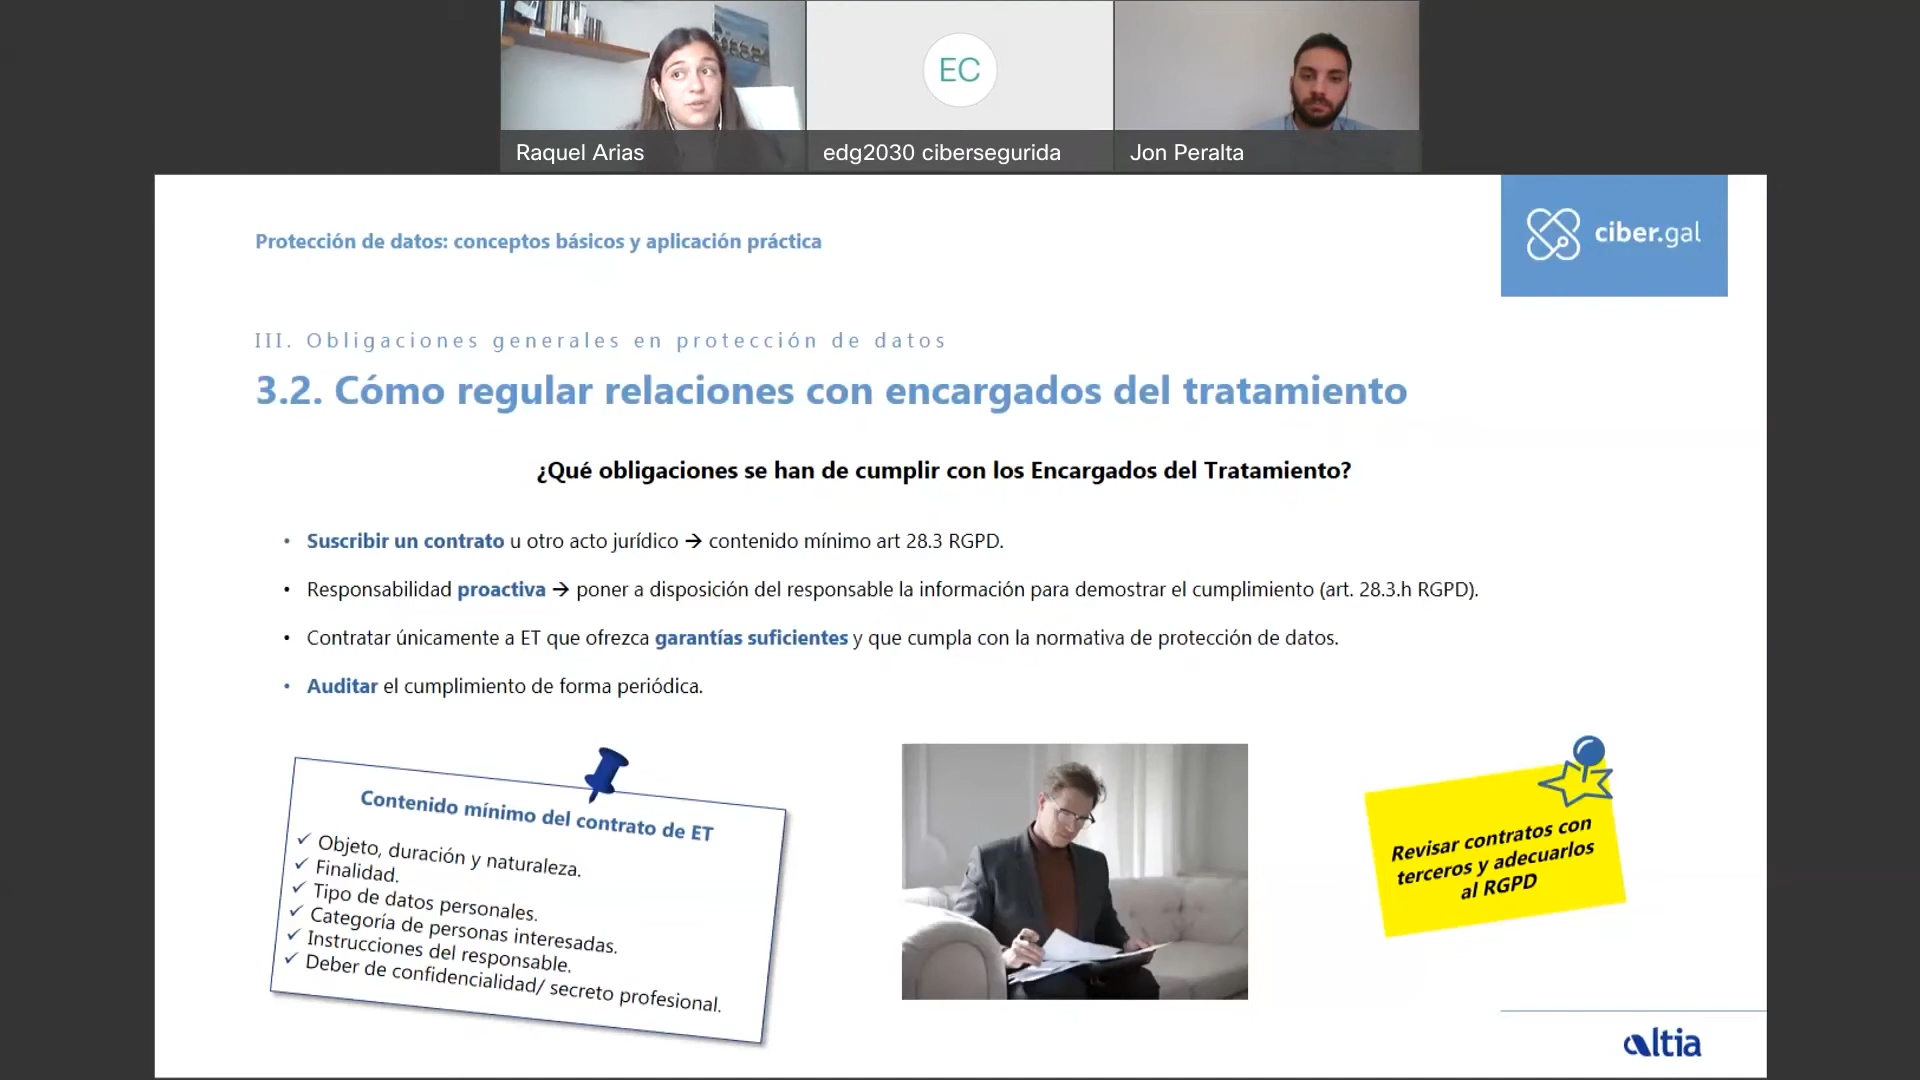 EC
Raquel Arias
edg2030 cibersegurida
Jon Peralta
Protección de datos: conceptos básicos y aplicación práctica
ciber.gal
III. Obligaciones generales en protección de datos
3.2. Cómo regular relaciones con encargados del tratamiento
¿Qué obligaciones se han de cumplir con los Encargados del Tratamiento?
• Suscribir un contrato u otro acto jurídico → contenido mínimo art 28.3 RGPD.
• Responsabilidad proactiva → poner a disposición del responsable la información para demostrar el cumplimiento (art. 28.3.h RGPD).
• Contratar únicamente a ET que ofrezca garantías suficientes y que cumpla con la normativa de protección de datos.
• Auditar el cumplimiento de forma periódica.
Contenido mínimo del contrato de ET
✓ Objeto, duración y naturaleza.
✓ Finalidad.
✓ Tipo de datos personales.
✓ Categoría de personas interesadas.
✓ Instrucciones del responsable.
✓ Deber de confidencialidad/ secreto profesional.
Revisar contratos con
terceros y adecuarlos
al RGPD
altia